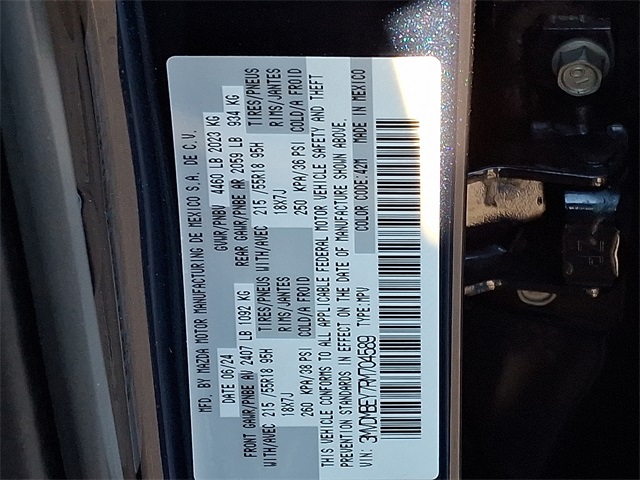 MFD. BY MAZDA MOTOR MANUFACTURING DE MEXICO S.A. DE C.V.
DATE 06/24 GVWR/PNBV 4460 LB 2023 KG
FRONT GAWR/PNBE AV 2407 LB 1092 KG REAR GAWR/PNBE AR 2059 LB 934 KG
WITH/AVEC 215 /55R18 95H TIRES/PNEUS WITH/AVEC 215 /55R18 95H TIRES/PNEUS
18X7J RIMS/JANTES 18X7J RIMS/JANTES
260 KPA/38 PSI COLD/A FROID 250 KPA/36 PSI COLD/A FROID
THIS VEHICLE CONFORMS TO ALL APPLICABLE FEDERAL MOTOR VEHICLE SAFETY AND THEFT
PREVENTION STANDARDS IN EFFECT ON THE DATE OF MANUFACTURE SHOWN ABOVE.
VIN: 3MVDMBEY7RM704589 TYPE:MPV COLOR CODE:42M MADE IN MEXICO